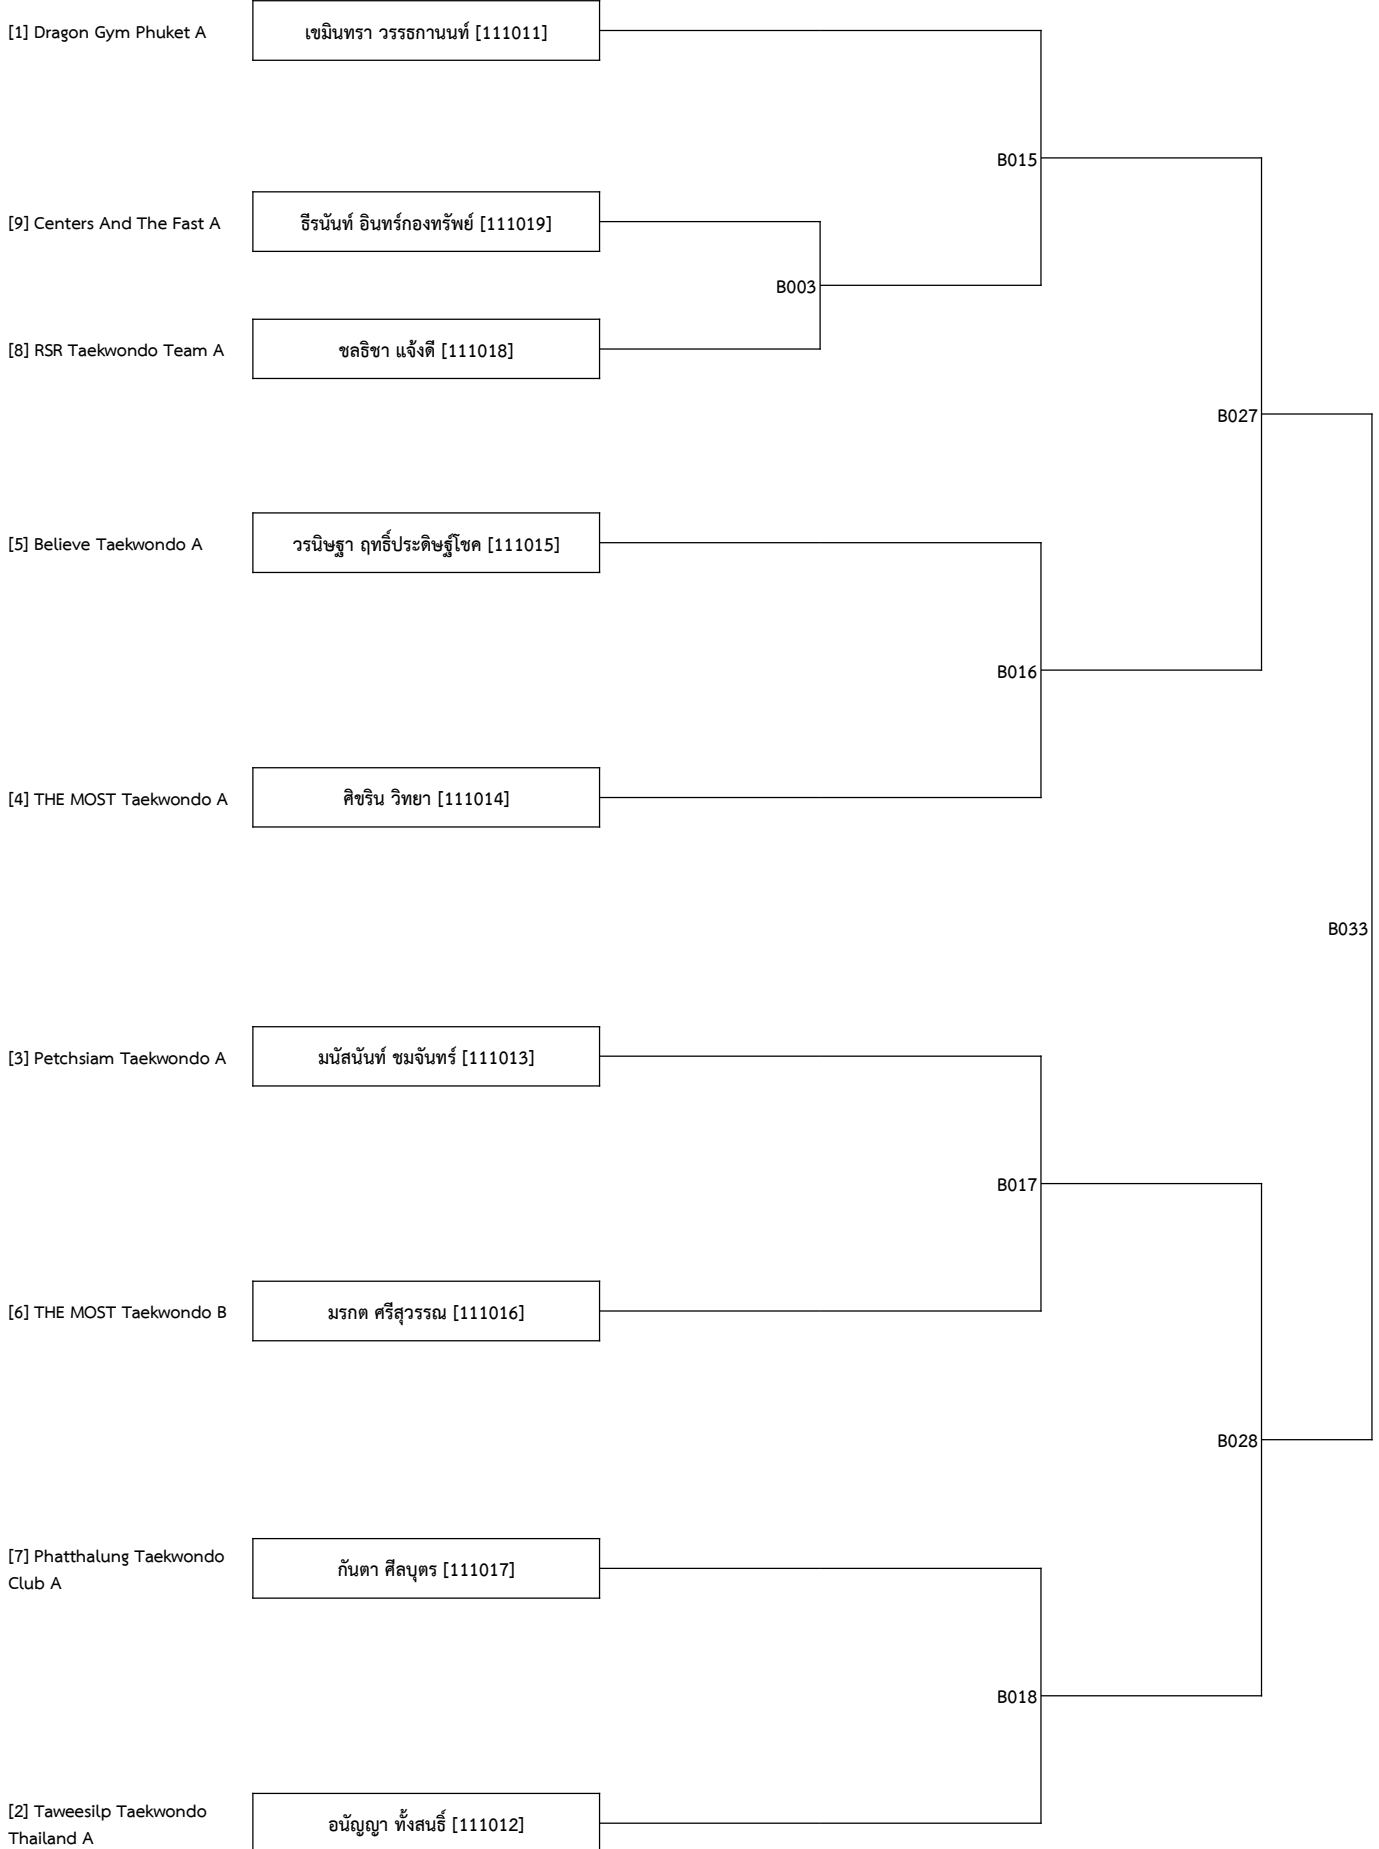 [1] Dragon Gym Phuket A
เขมินทรา วรรธกานนท์ [111011]
B015
[9] Centers And The Fast A
ธีรนันท์ อินทร์กองทรัพย์ [111019]
B003
[8] RSR Taekwondo Team A
ชลธิชา แจ้งดี [111018]
B027
[5] Believe Taekwondo A
วรนิษฐา ฤทธิ์ประดิษฐ์โชค [111015]
B016
[4] THE MOST Taekwondo A
ศิขริน วิทยา [111014]
B033
[3] Petchsiam Taekwondo A
มนัสนันท์ ชมจันทร์ [111013]
B017
[6] THE MOST Taekwondo B
มรกต ศรีสุวรรณ [111016]
B028
[7] Phatthalung Taekwondo
Club A
กันตา ศีลบุตร [111017]
B018
[2] Taweesilp Taekwondo
Thailand A
อนัญญา ทั้งสนธิ์ [111012]